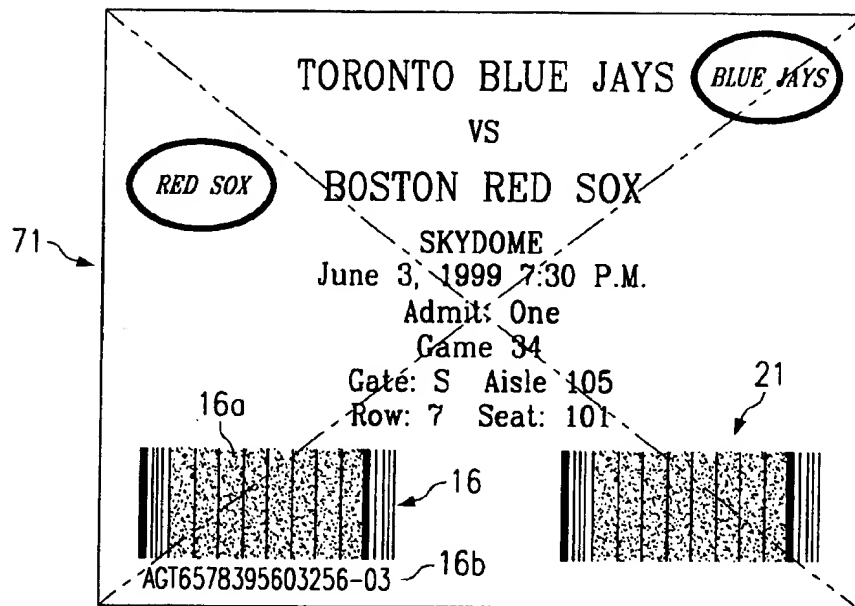 TORONTO BLUE JAYS
BLUE JAYS
VS
RED SOX
BOSTON RED SOX
71
SKYDOME
June 3, 1999 7:30 P.M.
Admit: One
Game 34
Gate: S Aisle 105
Row: 7 Seat: 101
16a
21
16
AGT6578395603256-03
16b